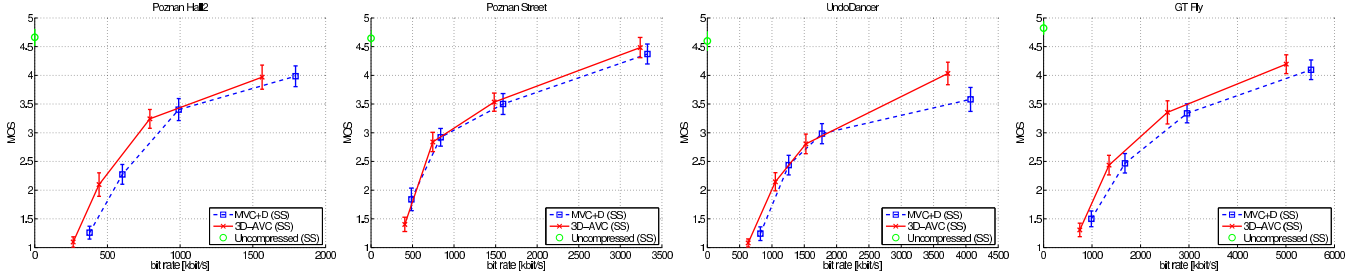 Poznan Hall2
5
4.5
4
3.5
3
2.5
2
1.5
1
MOS
0 500 1000 1500 2000
bit rate [kbit/s]
MVC+D (SS)
3D-AVC (SS)
Uncompressed (SS)
Poznan Street
5
4.5
4
3.5
3
2.5
2
1.5
1
MOS
0 500 1000 1500 2000 2500 3000 3500
bit rate [kbit/s]
MVC+D (SS)
3D-AVC (SS)
Uncompressed (SS)
UndoDancer
5
4.5
4
3.5
3
2.5
2
1.5
1
MOS
0 500 1000 1500 2000 2500 3000 3500 4000 4500
bit rate [kbit/s]
MVC+D (SS)
3D-AVC (SS)
Uncompressed (SS)
GT Fly
5
4.5
4
3.5
3
2.5
2
1.5
1
MOS
0 1000 2000 3000 4000 5000 6000
bit rate [kbit/s]
MVC+D (SS)
3D-AVC (SS)
Uncompressed (SS)